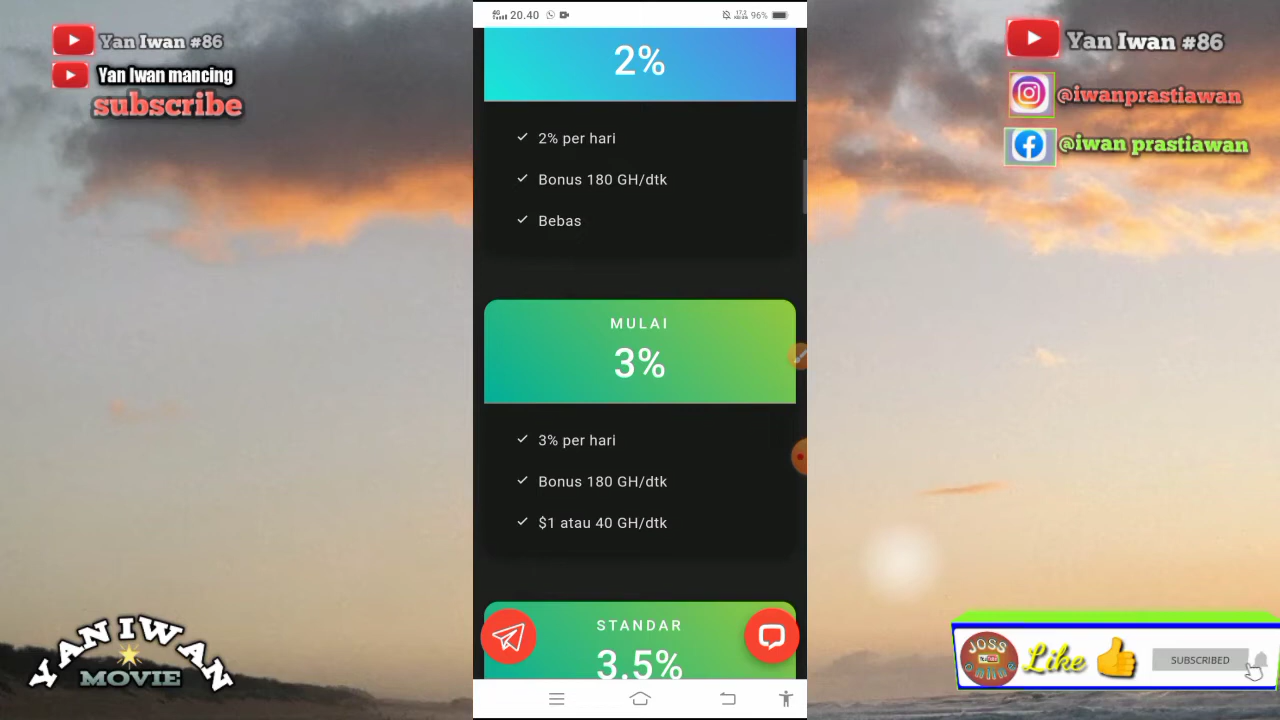 Yan Iwan #86
Yan Iwan mancing
subscribe
20.40
96%
2%
2% per hari
Bonus 180 GH/dtk
Bebas
MULAI
3%
3% per hari
Bonus 180 GH/dtk
$1 atau 40 GH/dtk
STANDAR
3.5%
Yan Iwan #86
@iwanprastiawan
@iwan prastiawan
YAN IWAN
MOVIE
JOSS
Like
SUBSCRIBED